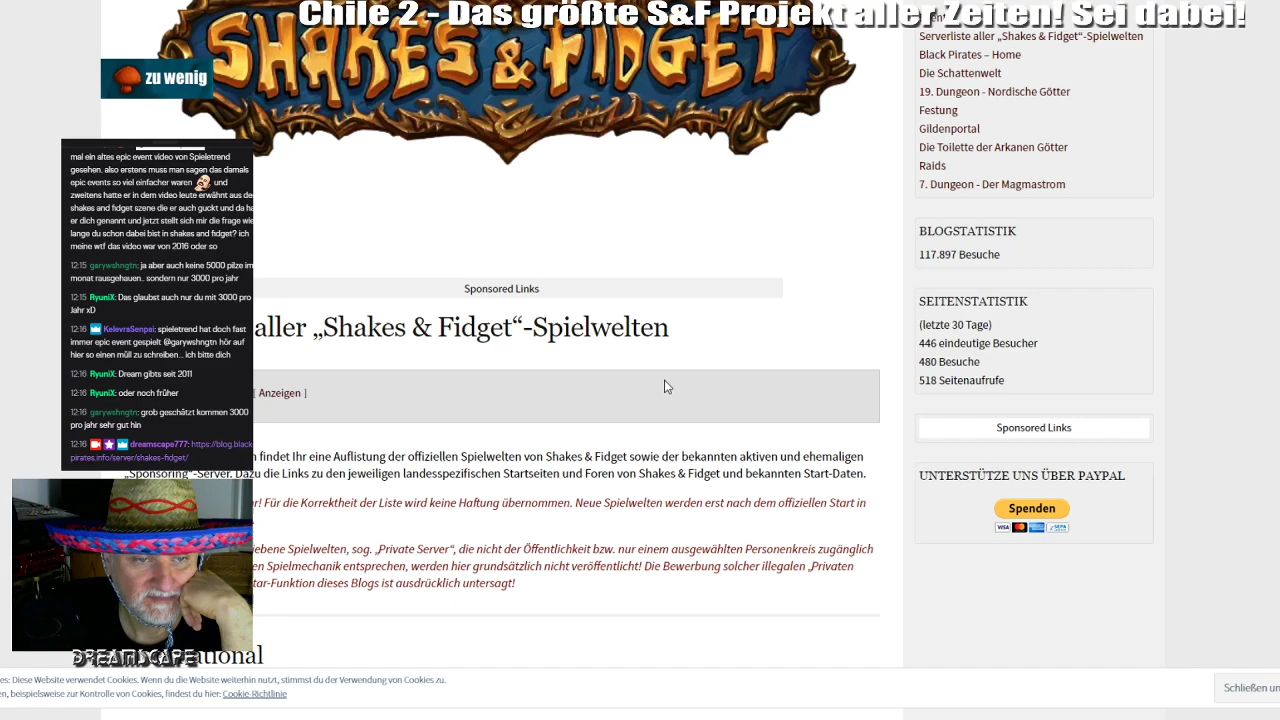 Chile 2 - Das größte S&F Projekt aller Zeiten! Sei dabei!
SHAKES & FIDGET
zu wenig
mal ein altes epic event video von Spieletrend
gesehen. also erstens muss man sagen das damals
epic events so viel einfacher waren und
zweitens hatte er in dem video leute erwähnt aus de
shakes and fidget szene die er auch guckt und da ha
er dich genannt und jetzt stellt sich mir die frage wie
lange du schon dabei bist in shakes and fidget? ich
meine wtf das video war von 2016 oder so
12:15 garywshngtn: ja aber auch keine 5000 pilze im
monat rausgehauen.. sondern nur 3000 pro jahr
12:15 RyuniX: Das glaubst auch nur du mit 3000 pro
Jahr xD
12:16 KelevraSenpai: spieletrend hat doch fast
immer epic event gespielt @garywshngtn hör auf
hier so einen müll zu schreiben... ich bitte dich
12:16 RyuniX: Dream gibts seit 2011
12:16 RyuniX: oder noch früher
12:16 garywshngtn: grob geschätzt kommen 3000
pro jahr sehr gut hin
12:16 dreamscape777: https://blog.black
pirates.info/server/shakes-fidget/
DREAMSCAPE
Sponsored Links
aller „Shakes & Fidget“-Spielwelten
[ Anzeigen ]
findet Ihr eine Auflistung der offiziellen Spielwelten von Shakes & Fidget sowie der bekannten aktiven und ehemaligen
„Sponsoring“-Server. Dazu die Links zu den jeweiligen landesspezifischen Startseiten und Foren von Shakes & Fidget und bekannten Start-Daten.
Für die Korrektheit der Liste wird keine Haftung übernommen. Neue Spielwelten werden erst nach dem offiziellen Start in
iebene Spielwelten, sog. „Private Server“, die nicht der Öffentlichkeit bzw. nur einem ausgewählten Personenkreis zugänglich
en Spielmechanik entsprechen, werden hier grundsätzlich nicht veröffentlicht! Die Bewerbung solcher illegalen „Privaten
tar-Funktion dieses Blogs ist ausdrücklich untersagt!
ational
Serverliste aller „Shakes & Fidget“-Spielwelten
Black Pirates – Home
Die Schattenwelt
19. Dungeon - Nordische Götter
Festung
Gildenportal
Die Toilette der Arkanen Götter
Raids
7. Dungeon - Der Magmastrom
BLOGSTATISTIK
117.897 Besuche
SEITENSTATISTIK
(letzte 30 Tage)
446 eindeutige Besucher
480 Besuche
518 Seitenaufrufe
Sponsored Links
UNTERSTÜTZE UNS ÜBER PAYPAL
Spenden
VISA
SEPA
es: Diese Website verwendet Cookies. Wenn du die Website weiterhin nutzt, stimmst du der Verwendung von Cookies zu.
en, beispielsweise zur Kontrolle von Cookies, findest du hier: Cookie-Richtlinie
Schließen un